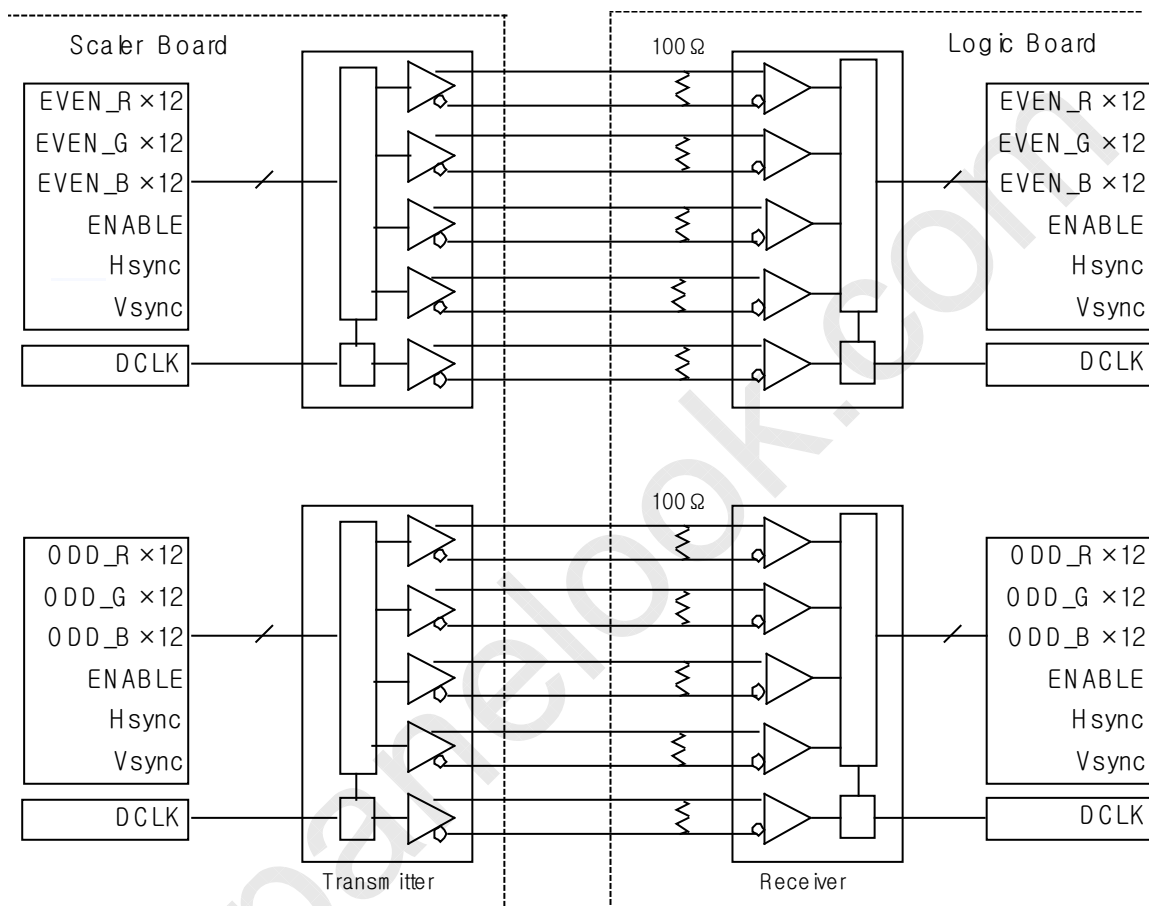 Scaler Board
100Ω
Logic Board
EVEN_R ×12
EVEN_G ×12
EVEN_B ×12
ENABLE
Hsync
Vsync
DCLK
EVEN_R ×12
EVEN_G ×12
EVEN_B ×12
ENABLE
Hsync
Vsync
DCLK
100Ω
ODD_R ×12
ODD_G ×12
ODD_B ×12
ENABLE
Hsync
Vsync
DCLK
ODD_R ×12
ODD_G ×12
ODD_B ×12
ENABLE
Hsync
Vsync
DCLK
Transmitter
Receiver
panelook.com